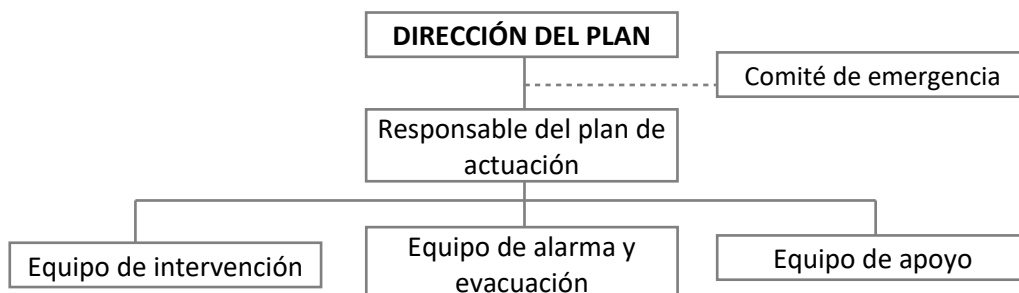 DIRECCIÓN DEL PLAN
Comité de emergencia
Responsable del plan de
actuación
Equipo de intervención
Equipo de alarma y
evacuación
Equipo de apoyo